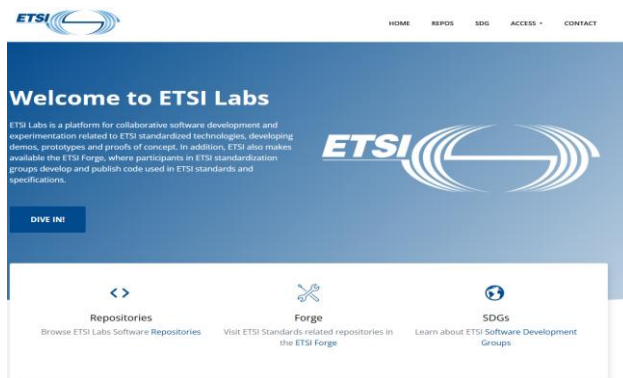 ETSI
HOME REPOS SDG ACCESS CONTACT
Welcome to ETSI Labs
ETSI Labs is a platform for collaborative software development and
experimentation related to ETSI standardized technologies, developing
demos, prototypes and proofs of concept. In addition, ETSI also makes
available the ETSI Forge, where participants in ETSI standardization
groups develop and publish code used in ETSI standards and
specifications.
ETSI
DIVE IN!
Repositories
Browse ETSI Labs Software Repositories
Forge
Visit ETSI Standards related repositories in
the ETSI Forge
SDGs
Learn about ETSI Software Development
Groups